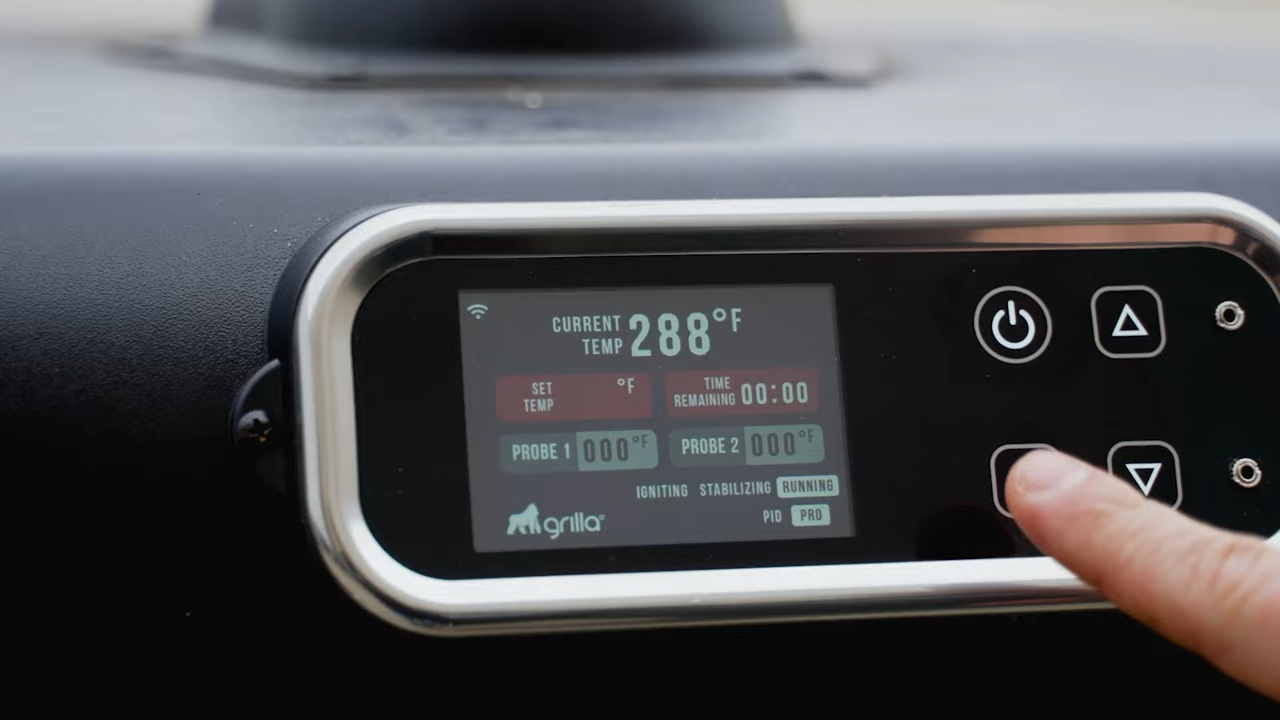 CURRENT TEMP 288°F
SET TEMP °F
TIME REMAINING 00:00
PROBE 1 000°F
PROBE 2 000°F
IGNITING STABILIZING RUNNING
PID PRO
grilla